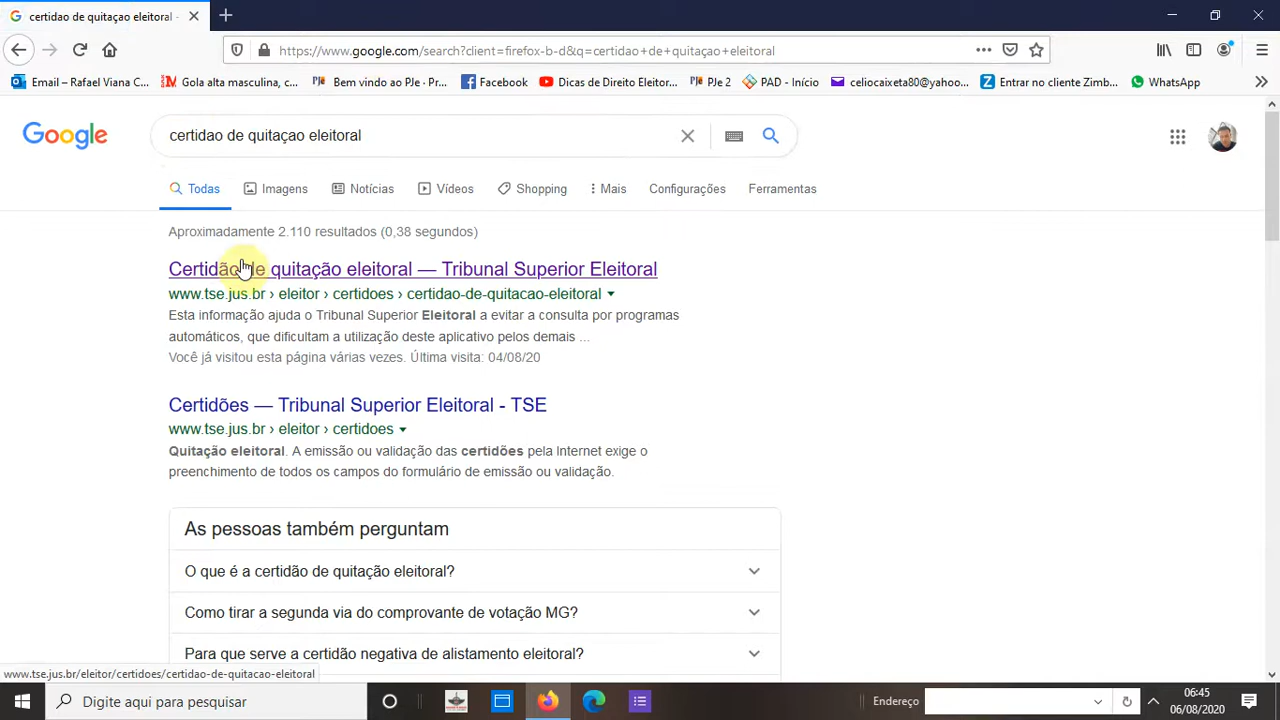 certidao de quitaçao eleitoral -
https://www.google.com/search?client=firefox-b-d&q=certidao+de+quitaçao+eleitoral
Email – Rafael Viana C... Gola alta masculina, c... Bem vindo ao PJe - Pr... Facebook Dicas de Direito Eleitor... PJe 2 PAD - Início celiocaixeta80@yahoo... Entrar no cliente Zimb... WhatsApp
Google certidao de quitaçao eleitoral
Todas Imagens Notícias Vídeos Shopping Mais Configurações Ferramentas
Aproximadamente 2.110 resultados (0,38 segundos)
Certidão de quitação eleitoral — Tribunal Superior Eleitoral
www.tse.jus.br › eleitor › certidoes › certidao-de-quitacao-eleitoral
Esta informação ajuda o Tribunal Superior Eleitoral a evitar a consulta por programas
automáticos, que dificultam a utilização deste aplicativo pelos demais ...
Você já visitou esta página várias vezes. Última visita: 04/08/20
Certidões — Tribunal Superior Eleitoral - TSE
www.tse.jus.br › eleitor › certidoes
Quitação eleitoral. A emissão ou validação das certidões pela Internet exige o
preenchimento de todos os campos do formulário de emissão ou validação.
As pessoas também perguntam
O que é a certidão de quitação eleitoral?
Como tirar a segunda via do comprovante de votação MG?
Para que serve a certidão negativa de alistamento eleitoral?
www.tse.jus.br/eleitor/certidoes/certidao-de-quitacao-eleitoral
Digite aqui para pesquisar Endereço 06:45
06/08/2020